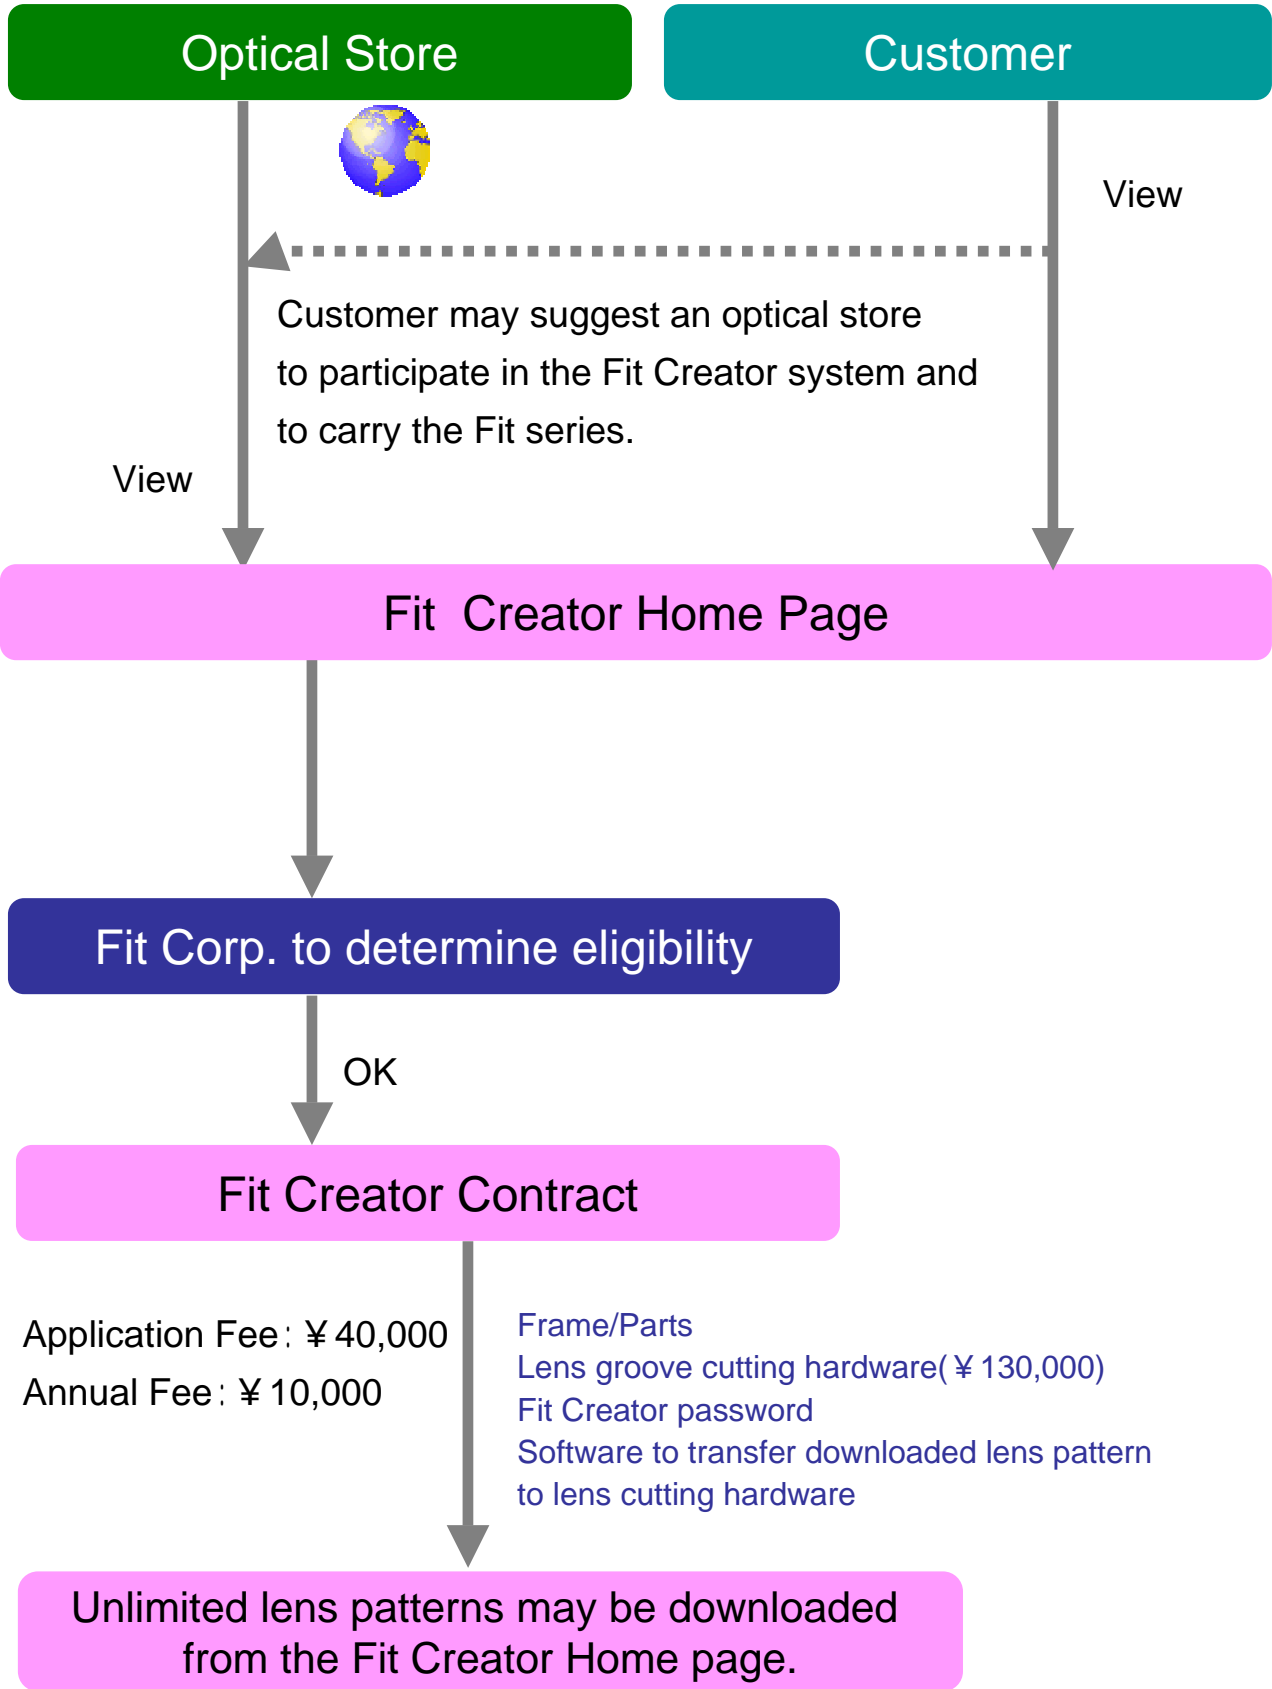 Optical Store
Customer
View
Customer may suggest an optical store
to participate in the Fit Creator system and
to carry the Fit series.
View
Fit  Creator Home Page
Fit Corp. to determine eligibility
OK
Fit Creator Contract
Application Fee：￥40,000
Annual Fee：￥10,000
Frame/Parts
Lens groove cutting hardware(￥130,000)
Fit Creator password
Software to transfer downloaded lens pattern
to lens cutting hardware
Unlimited lens patterns may be downloaded
from the Fit Creator Home page.